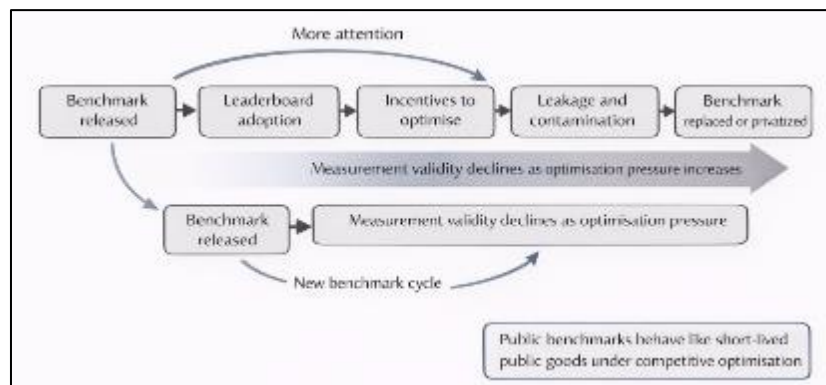 More attention
Benchmark
released
Leaderboard
adoption
Incentives to
optimise
Leakage and
contamination
Benchmark
replaced or privatized
Measurement validity declines as optimisation pressure increases
Benchmark
released
Measurement validity declines as optimisation pressure
New benchmark cycle
Public benchmarks behave like short-lived
public goods under competitive optimisation